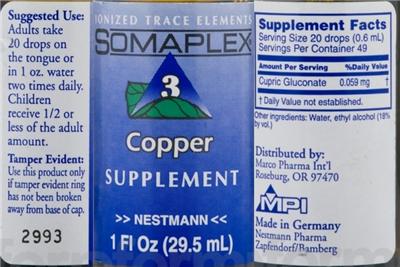 Suggested Use:
Adults take
20 drops on
the tongue or
in 1 oz. water
two times daily.
Children
receive 1/2 or
less of the adult
amount.
Tamper Evident:
Use this product only
if tamper evident ring
has not been broken
away from base of cap.
2993
IONIZED TRACE ELEMENTS
SOMAPLEX
3
Copper
SUPPLEMENT
>> NESTMANN <<
1 Fl Oz (29.5 mL)
Supplement Facts
Serving Size 20 drops (0.6 mL)
Servings Per Container 49
Amount Per Serving %Daily Value
Cupric Gluconate 0.059 mg †
† Daily Value not established.
Other ingredients: Water, ethyl alcohol (18%
by vol.)
Distributed by:
Marco Pharma Int'l
Roseburg, OR 97470
MPI
Made in Germany
Nestmann Pharma
Zapfendorf/Bamberg